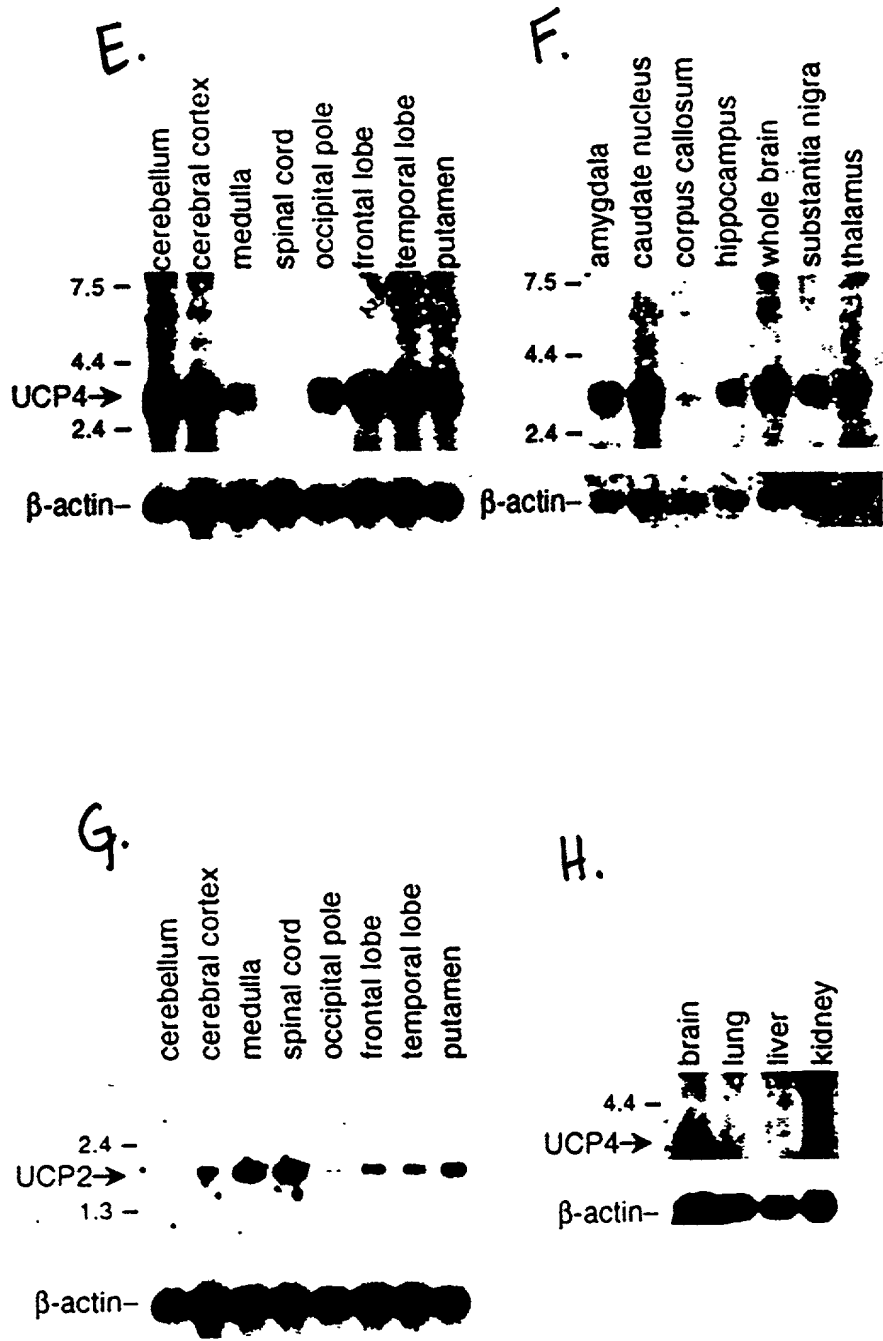 E.
cerebellum
cerebral cortex
medulla
spinal cord
occipital pole
frontal lobe
temporal lobe
putamen
7.5 –
4.4 –
UCP4→
2.4 –
β-actin–
F.
amygdala
caudate nucleus
corpus callosum
hippocampus
whole brain
substantia nigra
thalamus
7.5 –
4.4 –
2.4 –
β-actin–
G.
cerebellum
cerebral cortex
medulla
spinal cord
occipital pole
frontal lobe
temporal lobe
putamen
2.4 –
UCP2→
1.3 –
β-actin–
H.
brain
lung
liver
kidney
4.4 –
UCP4→
β-actin–